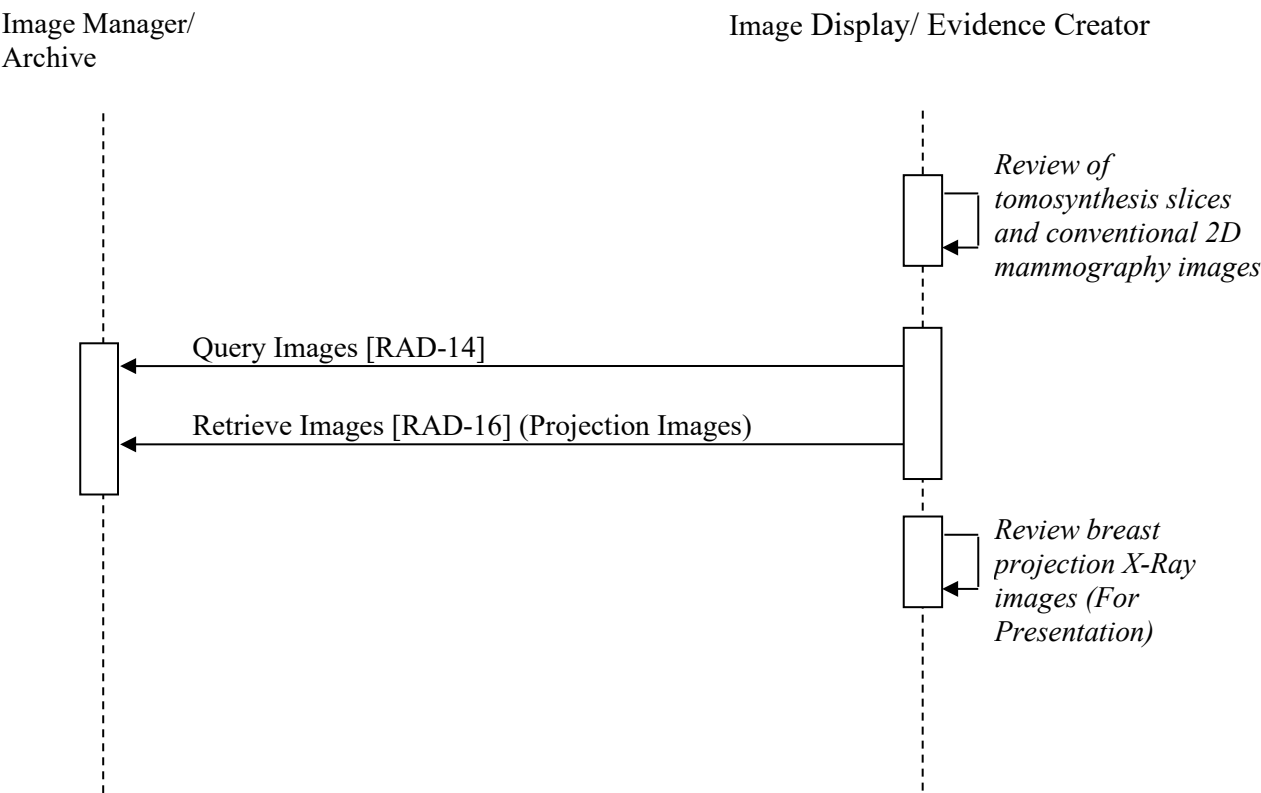 Image Manager/
Archive
Image Display/ Evidence Creator
Review of
tomosynthesis slices
and conventional 2D
mammography images
Query Images [RAD-14]
Retrieve Images [RAD-16] (Projection Images)
Review breast
projection X-Ray
images (For
Presentation)